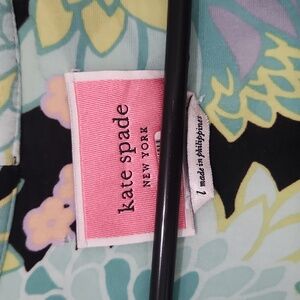 kate spade
NEW YORK
l made in philippines